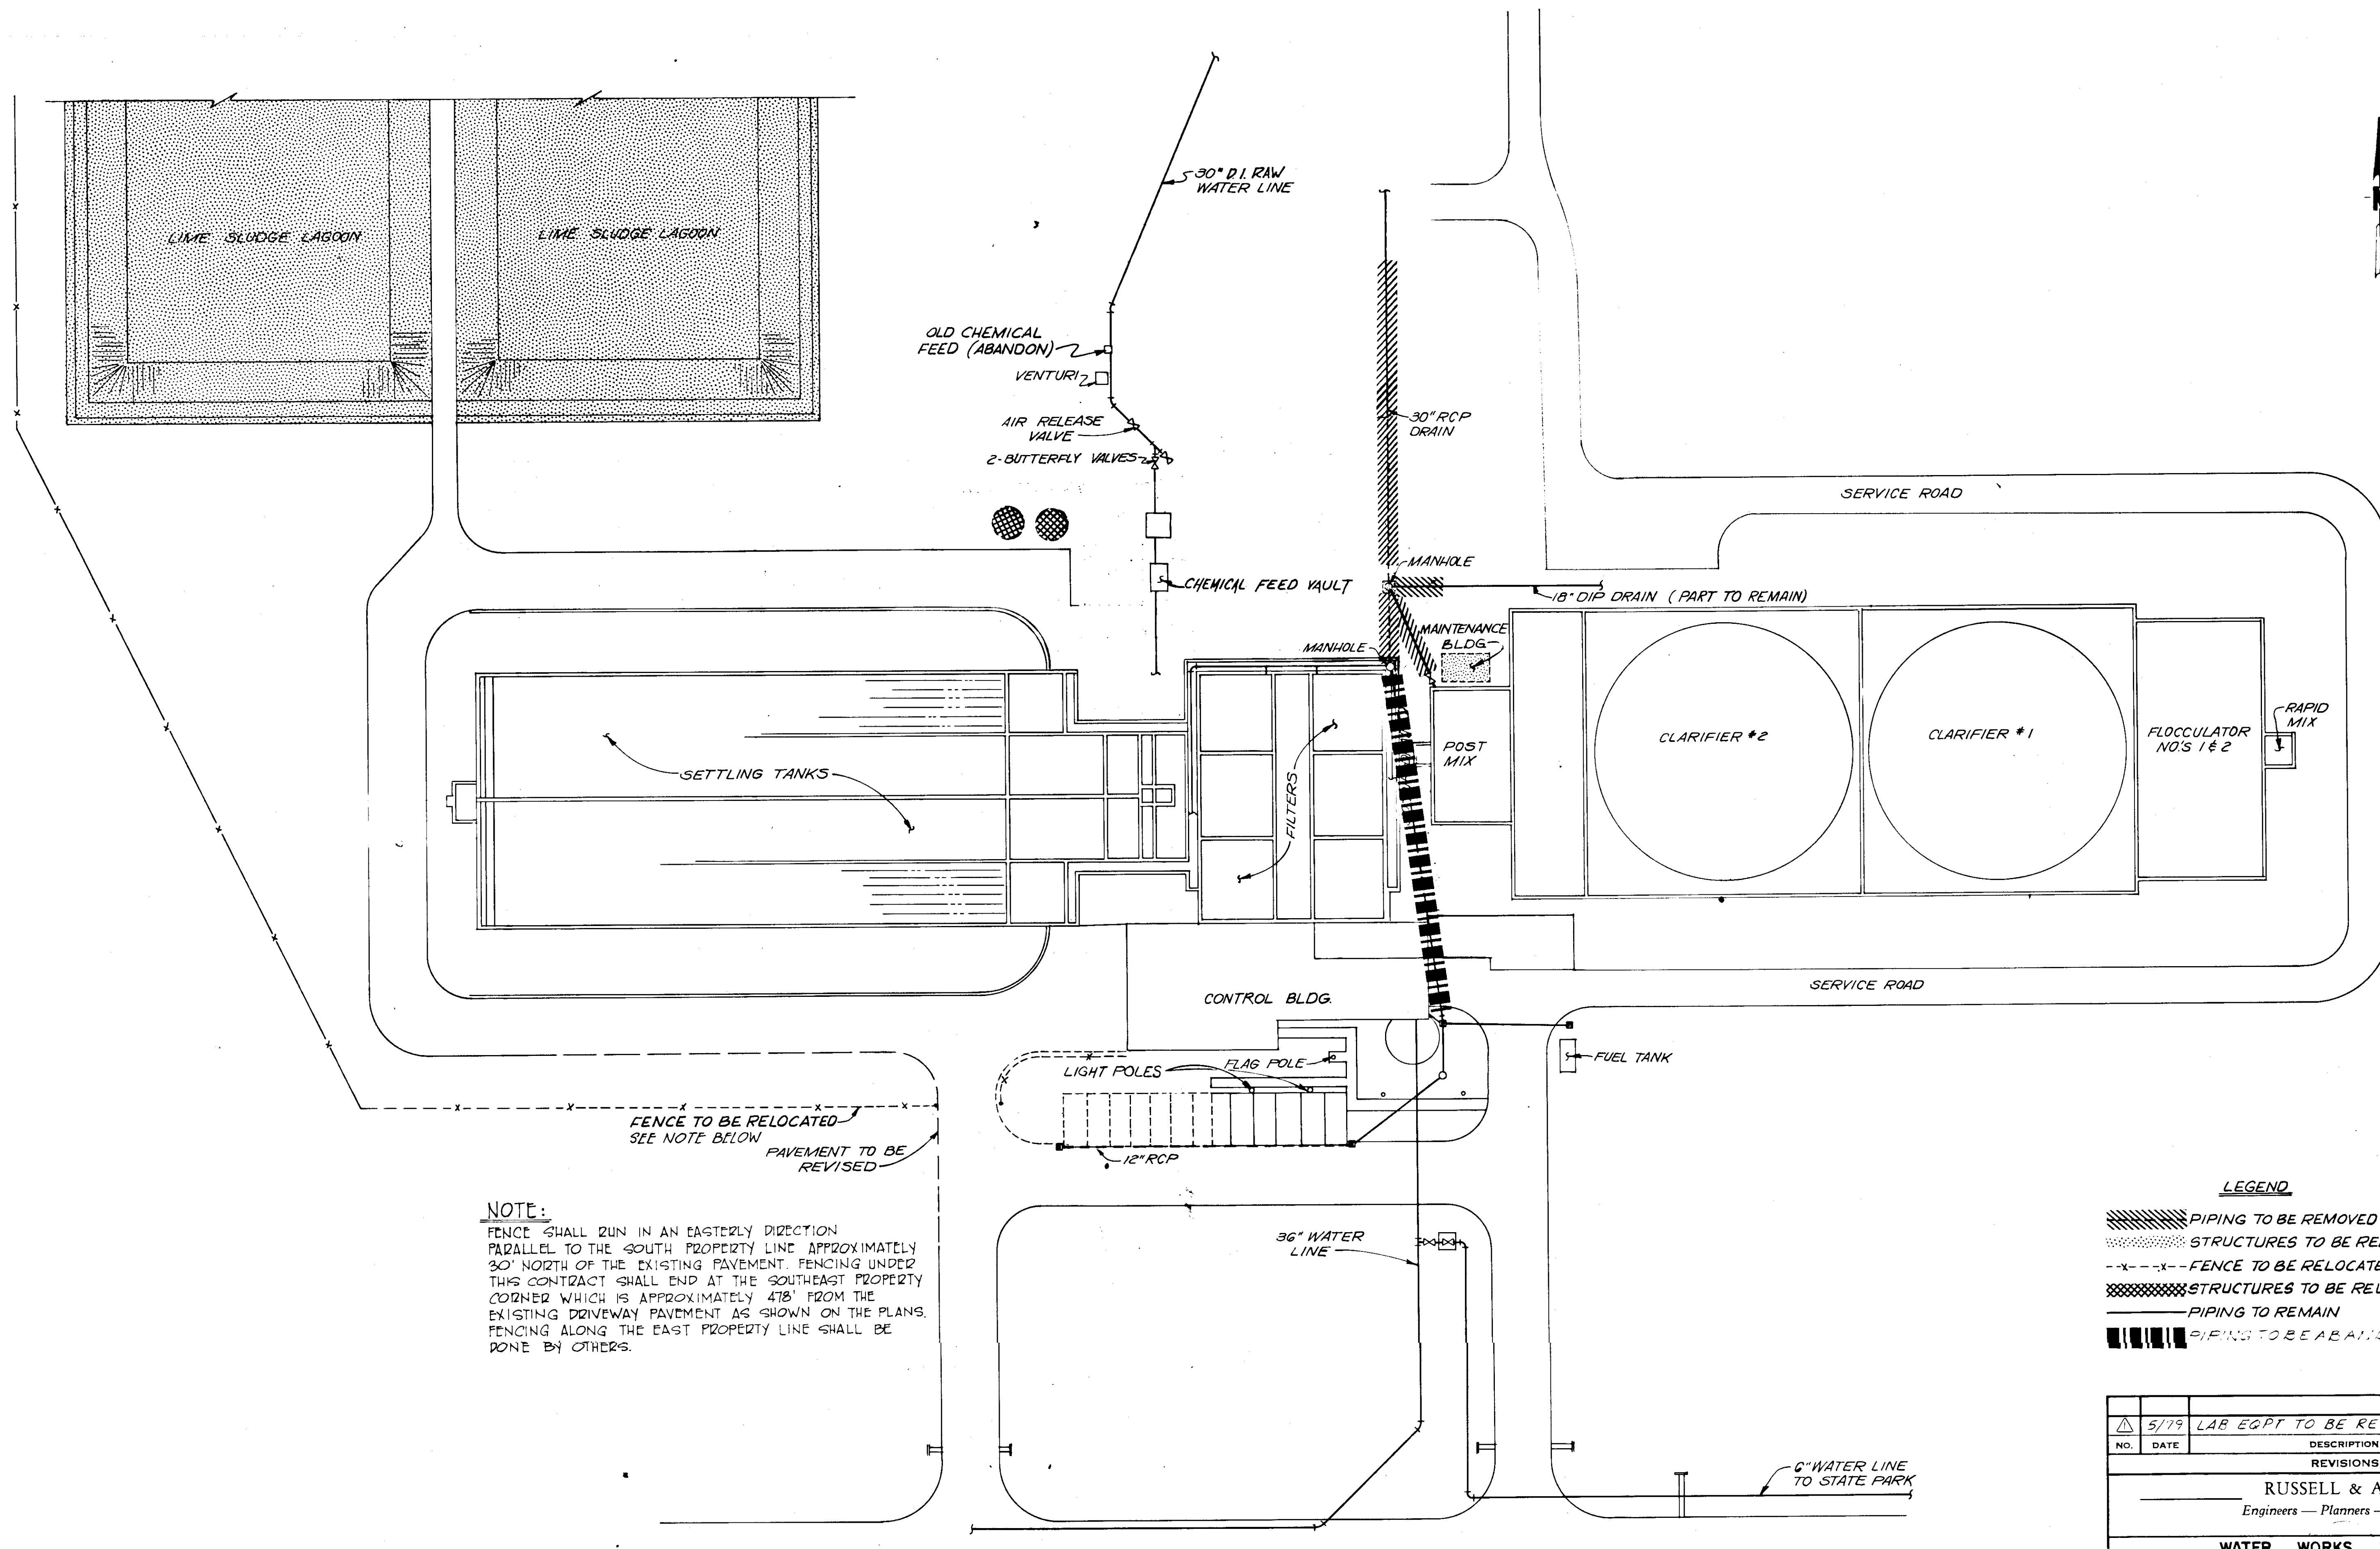 LIME SLUDGE LAGOON
LIME SLUDGE LAGOON
30" D.I. RAW
WATER LINE
OLD CHEMICAL
FEED (ABANDON)
VENTURI
AIR RELEASE
VALVE
2-BUTTERFLY VALVES
30" RCP
DRAIN
SERVICE ROAD
MANHOLE
CHEMICAL FEED VAULT
18" DIP DRAIN (PART TO REMAIN)
MAINTENANCE
BLDG
MANHOLE
SETTLING TANKS
FILTERS
POST
MIX
CLARIFIER #2
CLARIFIER #1
FLOCCULATOR
NO.'S 1 & 2
RAPID
MIX
CONTROL BLDG.
SERVICE ROAD
LIGHT POLES
FLAG POLE
FUEL TANK
FENCE TO BE RELOCATED
SEE NOTE BELOW
PAVEMENT TO BE
REVISED
12" RCP
NOTE:
FENCE SHALL RUN IN AN EASTERLY DIRECTION
PARALLEL TO THE SOUTH PROPERTY LINE APPROXIMATELY
30' NORTH OF THE EXISTING PAVEMENT. FENCING UNDER
THIS CONTRACT SHALL END AT THE SOUTHEAST PROPERTY
CORNER WHICH IS APPROXIMATELY 478' FROM THE
EXISTING DRIVEWAY PAVEMENT AS SHOWN ON THE PLANS.
FENCING ALONG THE EAST PROPERTY LINE SHALL BE
DONE BY OTHERS.
36" WATER
LINE
6" WATER LINE
TO STATE PARK
LEGEND
PIPING TO BE REMOVED
STRUCTURES TO BE
FENCE TO BE
STRUCTURES TO BE
PIPING TO REMAIN
PIPING TO BE
1 5/79 LAB EQPT TO BE
NO. DATE DESCRIPTION
REVISIONS
RUSSELL &
Engineers — Planners —
WATER WORKS